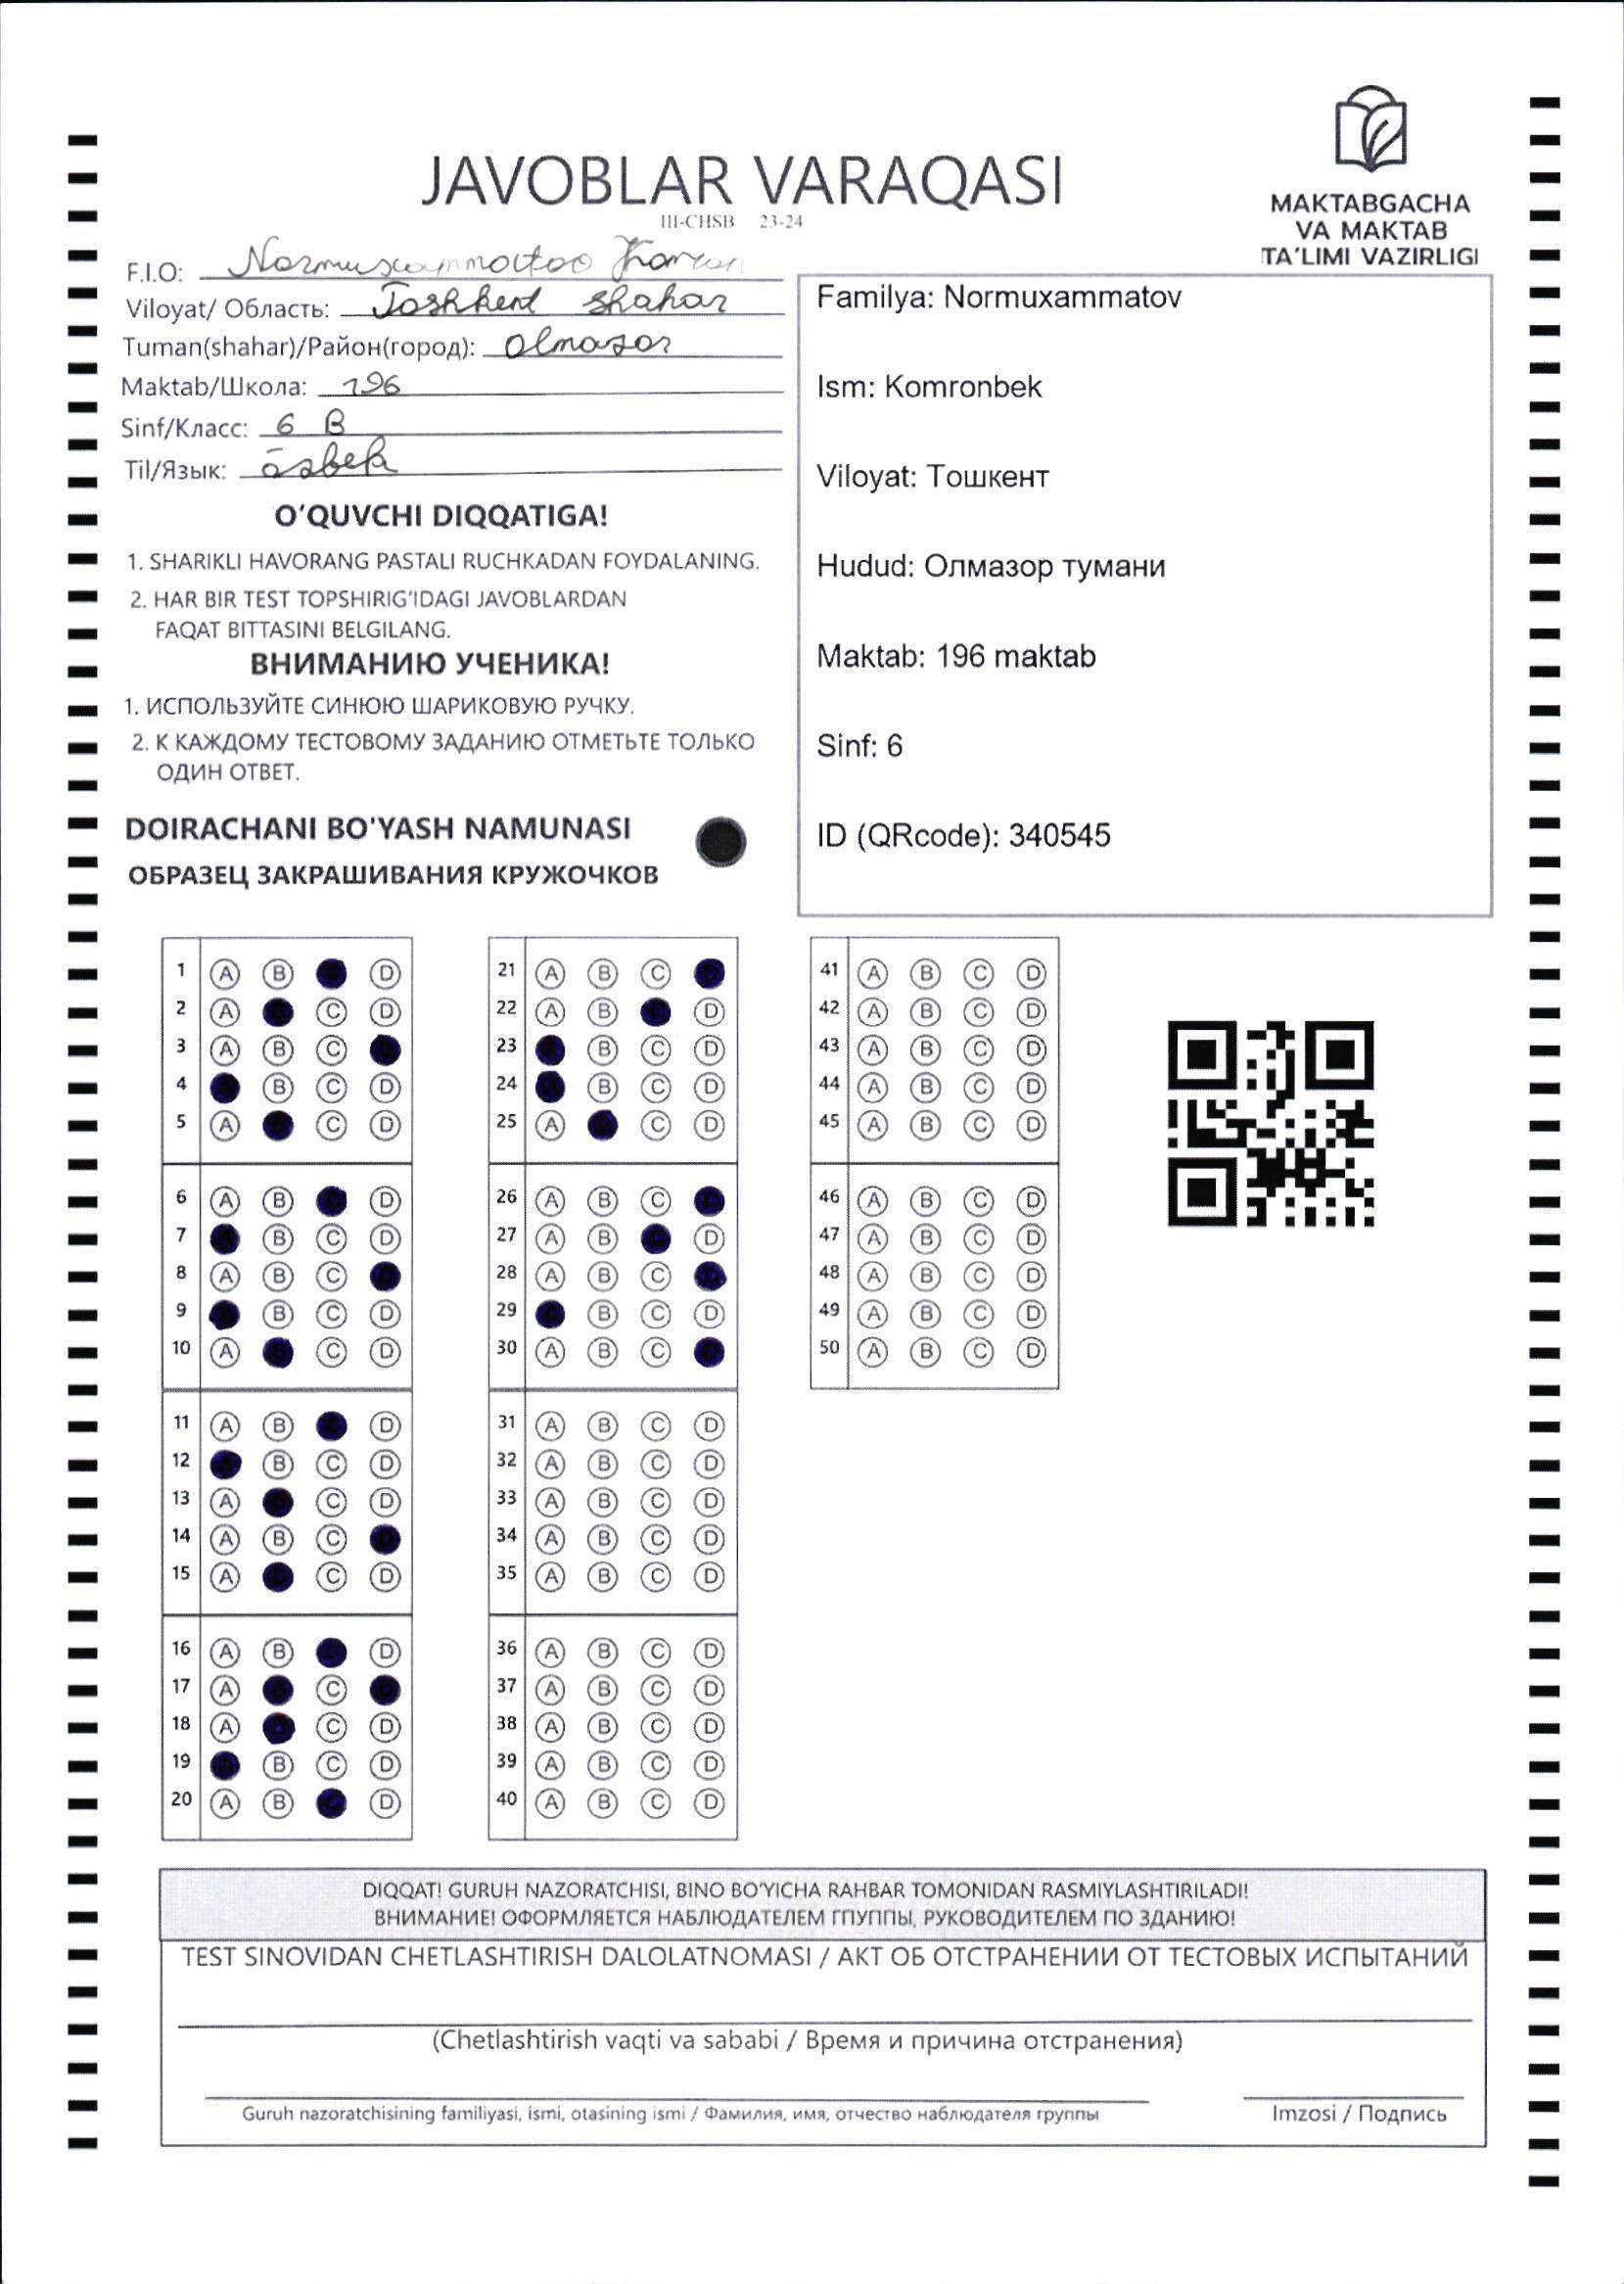 JAVOBLAR VARAQASI
III-CHSB 23-24
MAKTABGACHA
VA MAKTAB
TA'LIMI VAZIRLIGI
F.I.O: Normuxammatov
Viloyat/ Область: Toshkent shahar
Tuman(shahar)/Район(город): Olmazor
Maktab/Школа: 196
Sinf/Класс: 6 B
Til/Язык: ōzbek
O'QUVCHI DIQQATIGA!
1. SHARIKLI HAVORANG PASTALI RUCHKADAN FOYDALANING.
2. HAR BIR TEST TOPSHIRIG'IDAGI JAVOBLARDAN
FAQAT BITTASINI BELGILANG.
ВНИМАНИЮ УЧЕНИКА!
1. ИСПОЛЬЗУЙТЕ СИНЮЮ ШАРИКОВУЮ РУЧКУ.
2. К КАЖДОМУ ТЕСТОВОМУ ЗАДАНИЮ ОТМЕТЬТЕ ТОЛЬКО
ОДИН ОТВЕТ.
DOIRACHANI BO'YASH NAMUNASI
ОБРАЗЕЦ ЗАКРАШИВАНИЯ КРУЖОЧКОВ
Familya: Normuxammatov
Ism: Komronbek
Viloyat: Тошкент
Hudud: Олмазор тумани
Maktab: 196 maktab
Sinf: 6
ID (QRcode): 340545
1 A B D
2 A C D
3 A B C
4 B C D
5 A C D
6 A B D
7 B C D
8 A B C
9 B C D
10 A C D
11 A B D
12 B C D
13 A C D
14 A B C
15 A C D
16 A B D
17 A C
18 A C D
19 B C D
20 A B D
21 A B C
22 A B D
23 B C D
24 B C D
25 A C D
26 A B C
27 A B D
28 A B C
29 B C D
30 A B C
31 A B C D
32 A B C D
33 A B C D
34 A B C D
35 A B C D
36 A B C D
37 A B C D
38 A B C D
39 A B C D
40 A B C D
41 A B C D
42 A B C D
43 A B C D
44 A B C D
45 A B C D
46 A B C D
47 A B C D
48 A B C D
49 A B C D
50 A B C D
DIQQAT! GURUH NAZORATCHISI, BINO BO'YICHA RAHBAR TOMONIDAN RASMIYLASHTIRILADI!
ВНИМАНИЕ! ОФОРМЛЯЕТСЯ НАБЛЮДАТЕЛЕМ ГПУППЫ, РУКОВОДИТЕЛЕМ ПО ЗДАНИЮ!
TEST SINOVIDAN CHETLASHTIRISH DALOLATNOMASI / АКТ ОБ ОТСТРАНЕНИИ ОТ ТЕСТОВЫХ ИСПЫТАНИЙ
(Chetlashtirish vaqti va sababi / Время и причина отстранения)
Guruh nazoratchisining familiyasi, ismi, otasining ismi / Фамилия, имя, отчество наблюдателя группы
Imzosi / Подпись